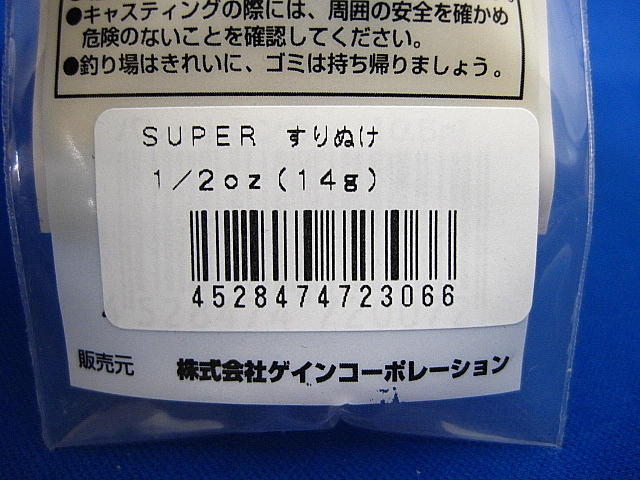 ●キャスティングの際には、周囲の安全を確かめ
危険のないことを確認してください。
●釣り場はきれいに、ゴミは持ち帰りましょう。
SUPER すりぬけ
1/2oz(14g)
4528474723066
販売元 株式会社ゲインコーポレーション